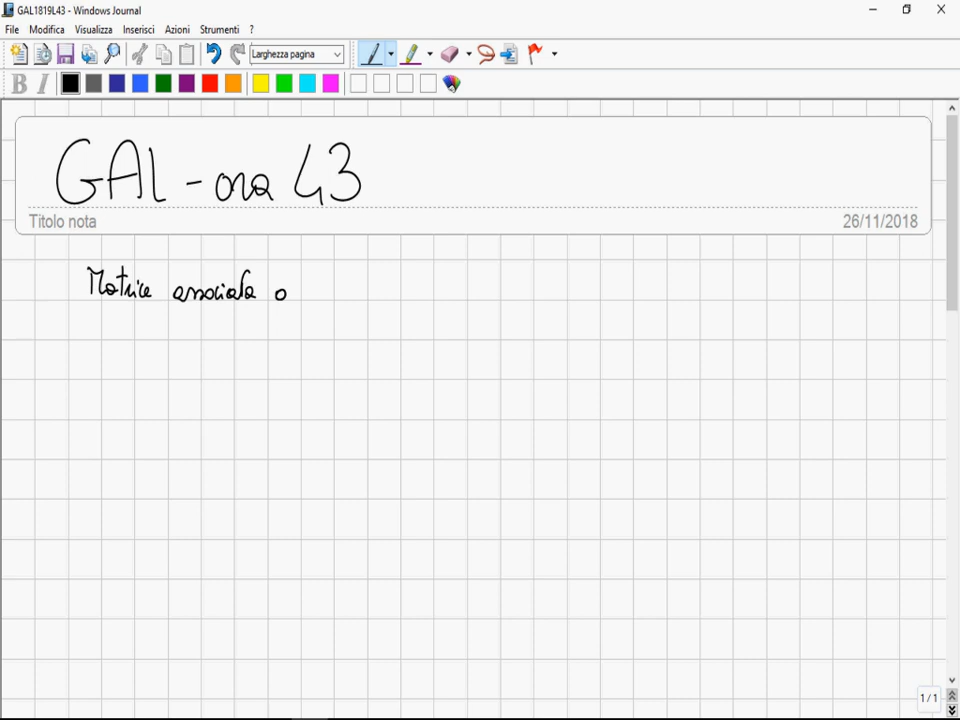 GAL1819L43 - Windows Journal
File Modifica Visualizza Inserisci Azioni Strumenti ?
Larghezza pagina
B I
GAL - ora 43
Titolo nota 26/11/2018
Matrice associata a
1/1